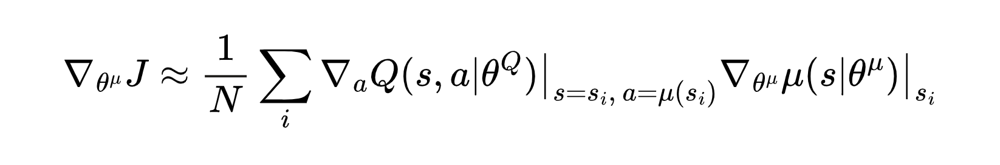 ∇_{θ^μ} J ≈ \frac{1}{N} \sum_i ∇_a Q(s, a|θ^Q)|_{s=s_i, a=μ(s_i)} ∇_{θ^μ} μ(s|θ^μ)|_{s_i}